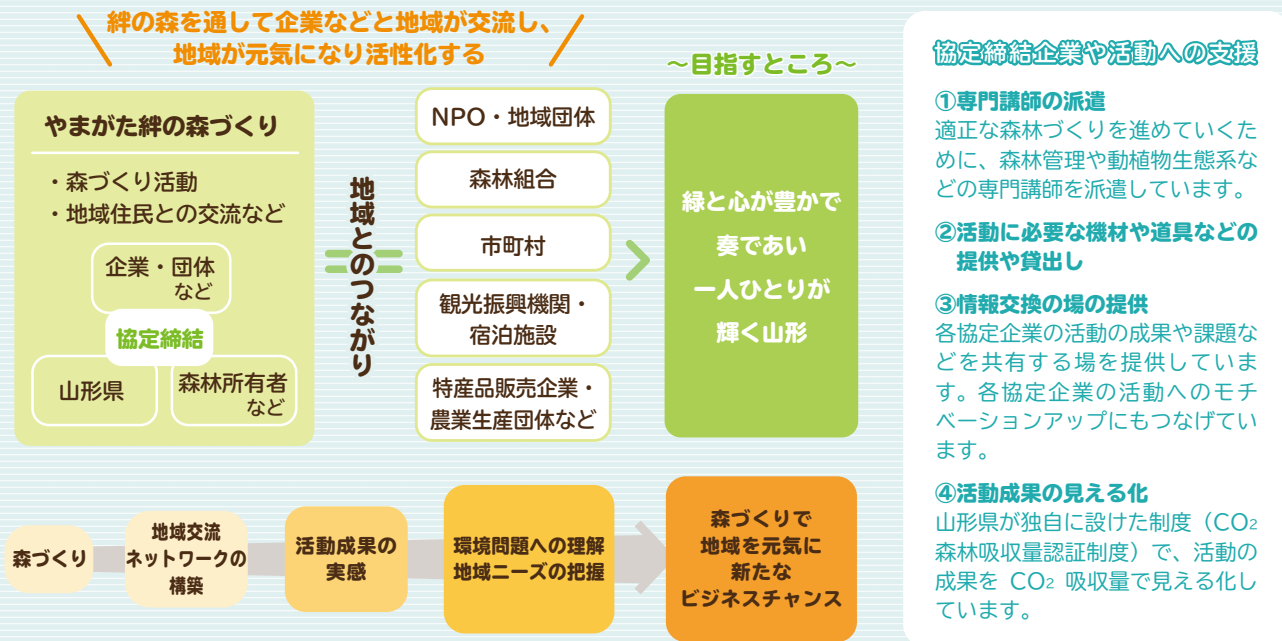 絆の森を通して企業などと地域が交流し、
地域が元気になり活性化する
やまがた絆の森づくり
・森づくり活動
・地域住民との交流など
企業・団体
など
協定締結
山形県
森林所有者
など
地域とのつながり
NPO・地域団体
森林組合
市町村
観光振興機関・
宿泊施設
特産品販売企業・
農業生産団体など
～目指すところ～
緑と心が豊かで
奏であい
一人ひとりが
輝く山形
森づくり
地域交流
ネットワークの
構築
活動成果の
実感
環境問題への理解
地域ニーズの把握
森づくりで
地域を元気に
新たな
ビジネスチャンス
協定締結企業や活動への支援
①専門講師の派遣
適正な森林づくりを進めていくた
めに、森林管理や動植物生態系な
どの専門講師を派遣しています。
②活動に必要な機材や道具などの
提供や貸出し
③情報交換の場の提供
各協定企業の活動の成果や課題な
どを共有する場を提供していま
す。各協定企業の活動へのモチ
ベーションアップにもつなげてい
ます。
④活動成果の見える化
山形県が独自に設けた制度（CO2
森林吸収量認証制度）で、活動の
成果を CO2 吸収量で見える化し
ています。